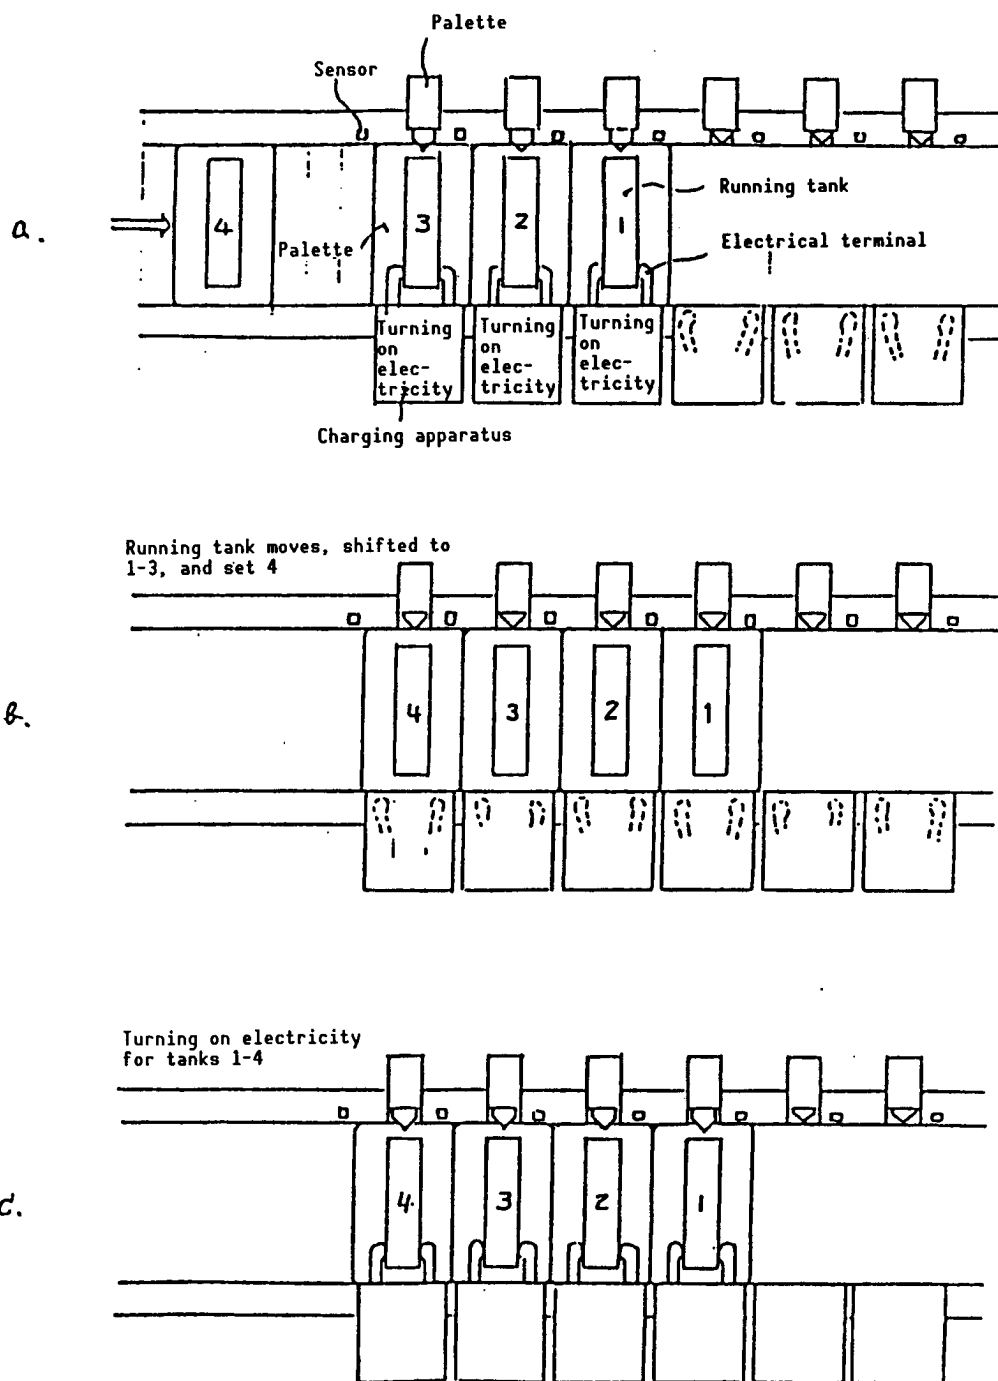 Palette
Sensor
a.
4
3
2
1
Running tank
Palette
Electrical terminal
Turning
on
elec-
tricity
Turning
on
elec-
tricity
Turning
on
elec-
tricity
Charging apparatus
Running tank moves, shifted to
1-3, and set 4
b.
4
3
2
1
Turning on electricity
for tanks 1-4
c.
4
3
2
1